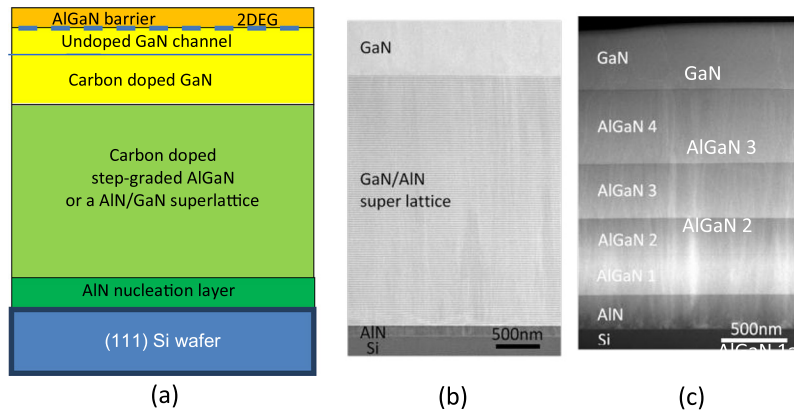 AlGaN barrier 2DEG
Undoped GaN channel
Carbon doped GaN
Carbon doped
step-graded AlGaN
or a AlN/GaN superlattice
AlN nucleation layer
(111) Si wafer
(a)
GaN
GaN/AlN
super lattice
AlN
Si
500nm
(b)
GaN
GaN
AlGaN 4
AlGaN 3
AlGaN 3
AlGaN 2
AlGaN 2
AlGaN 1
AlN
Si
500nm
(c)